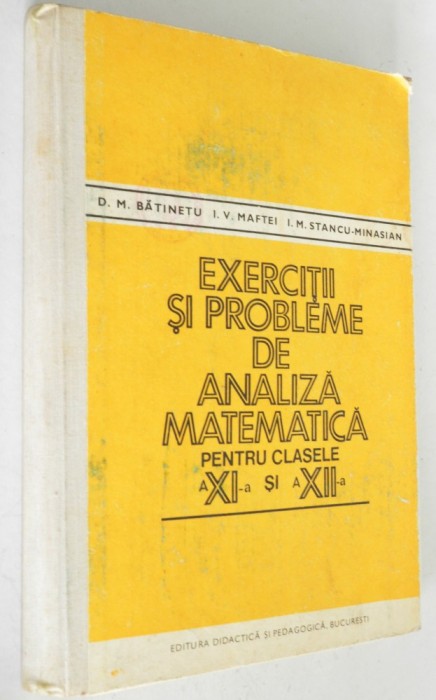 D. M. BĂTINEȚU I. V. MAFTEI I. M. STANCU-MINASIAN
EXERCIȚII
ȘI PROBLEME
DE
ANALIZĂ
MATEMATICĂ
PENTRU CLASELE
A XI-a ȘI A XII-a
EDITURA DIDACTICĂ ȘI PEDAGOGICĂ, BUCUREȘTI